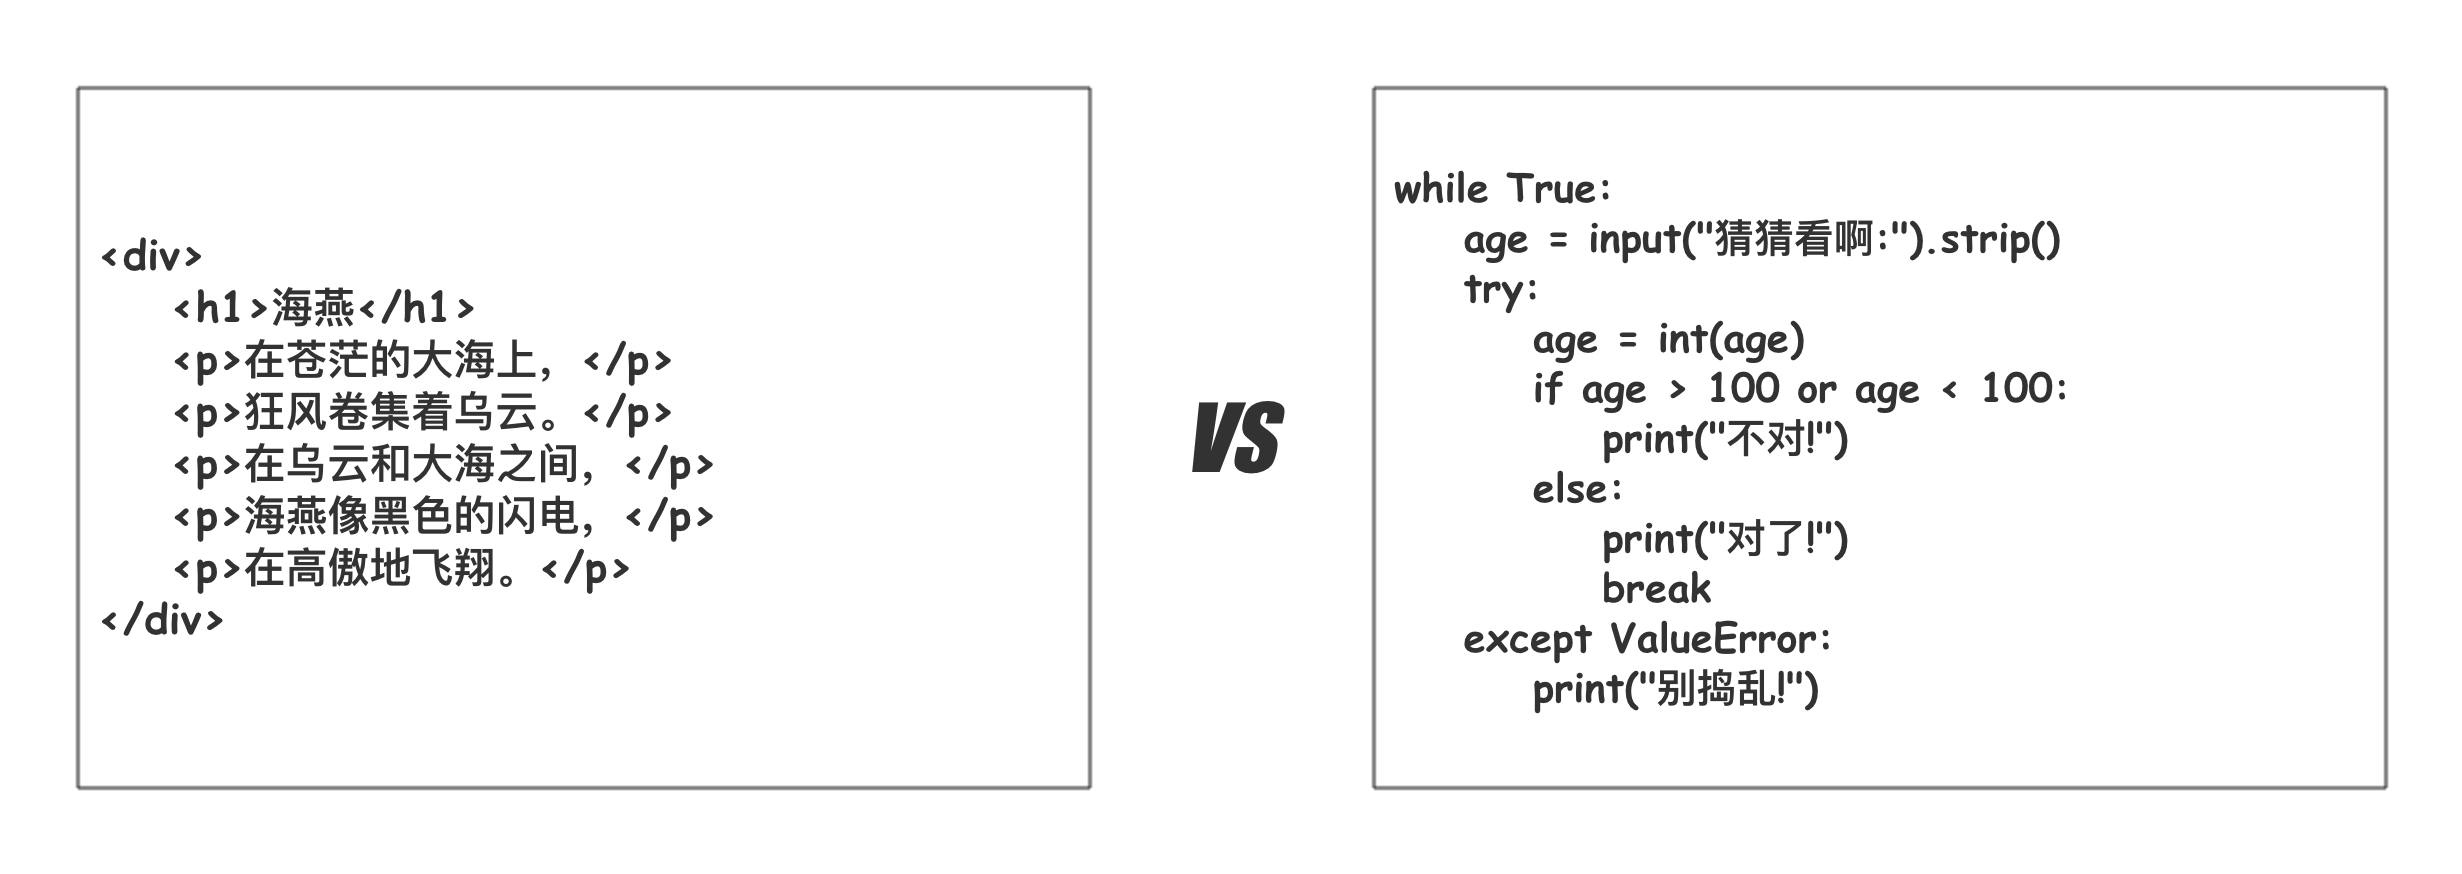 <div>
<h1>海燕</h1>
<p>在苍茫的大海上，</p>
<p>狂风卷集着乌云。</p>
<p>在乌云和大海之间，</p>
<p>海燕像黑色的闪电，</p>
<p>在高傲地飞翔。</p>
</div>
VS
while True:
age = input("猜猜看啊:").strip()
try:
age = int(age)
if age > 100 or age < 100:
print("不对!")
else:
print("对了!")
break
except ValueError:
print("别捣乱!")